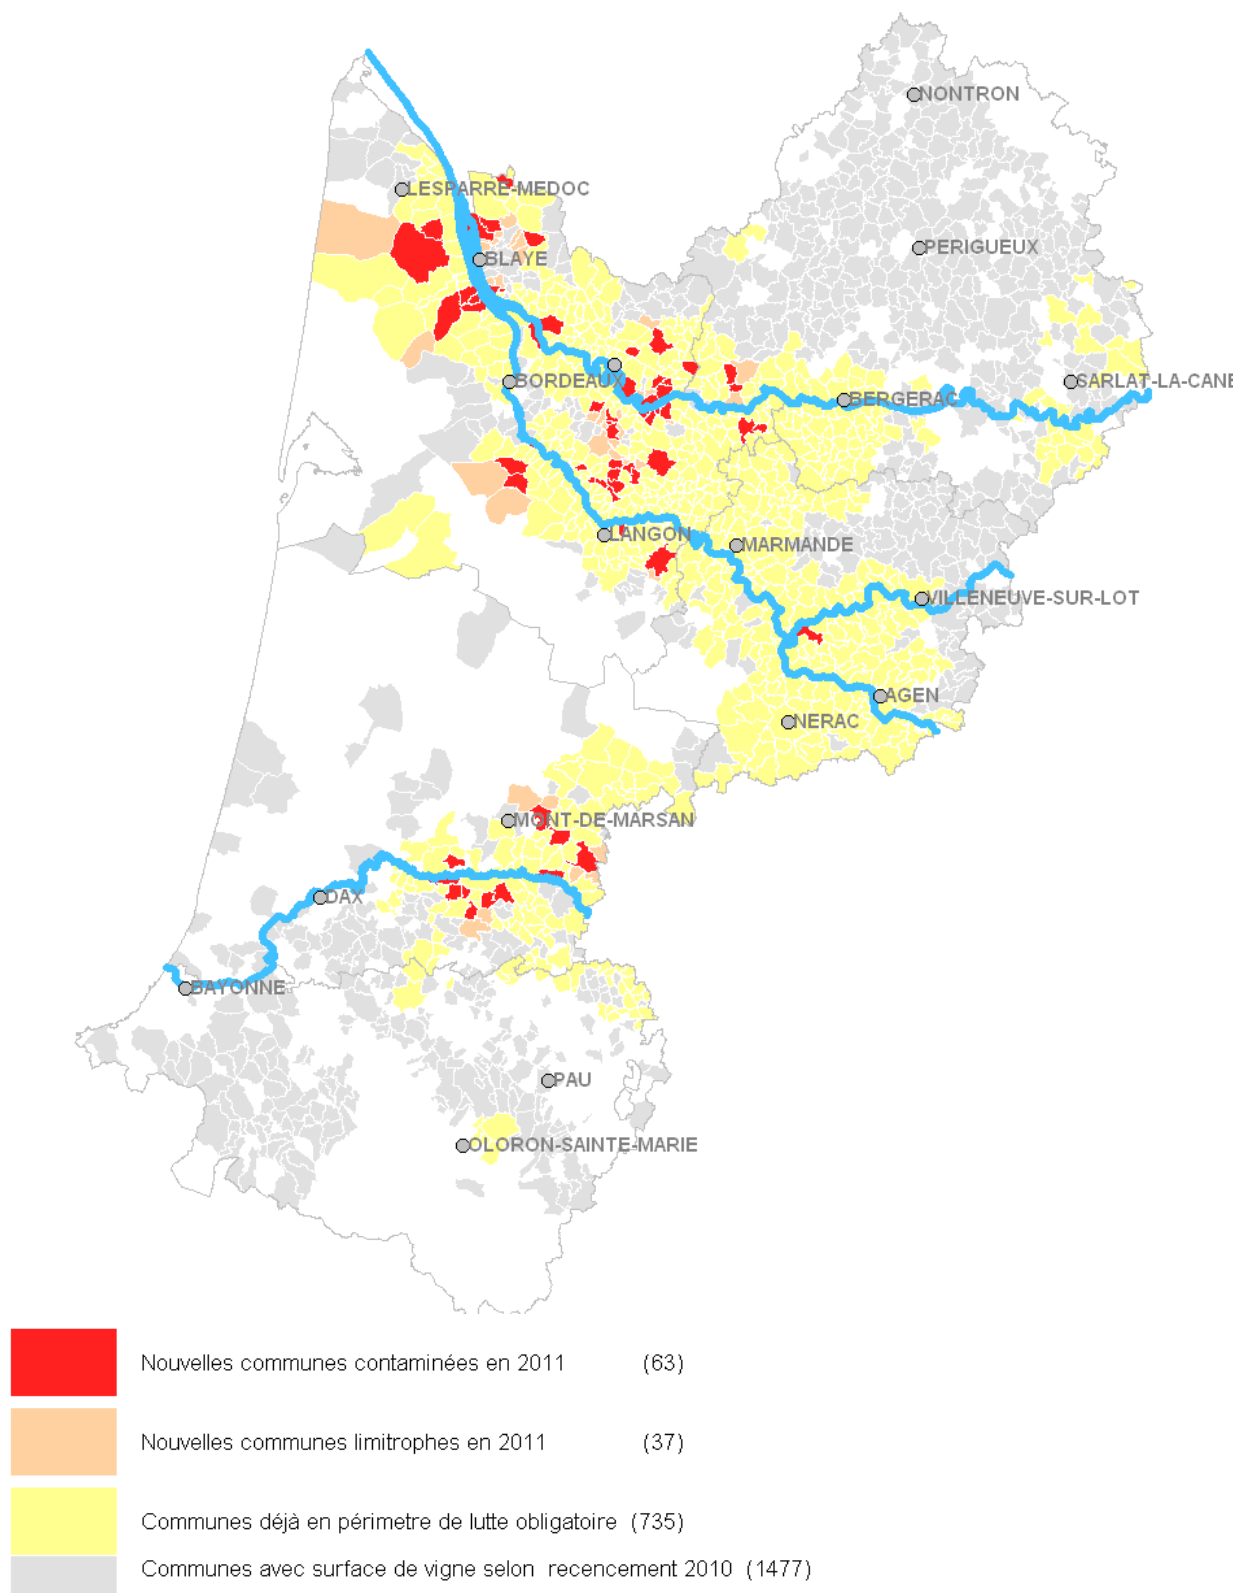 NONTRON
LESPARRE-MEDOC
PERIGUEUX
BLAYE
BORDEAUX
SARLAT-LA-CANE
BERGERAC
LANGON
MARMANDE
VILLENEUVE-SUR-LOT
AGEN
NERAC
MONT-DE-MARSAN
DAX
BAYONNE
PAU
OLORON-SAINTE-MARIE
Nouvelles communes contaminées en 2011 (63)
Nouvelles communes limitrophes en 2011 (37)
Communes déjà en périmetre de lutte obligatoire (735)
Communes avec surface de vigne selon recencement 2010 (1477)